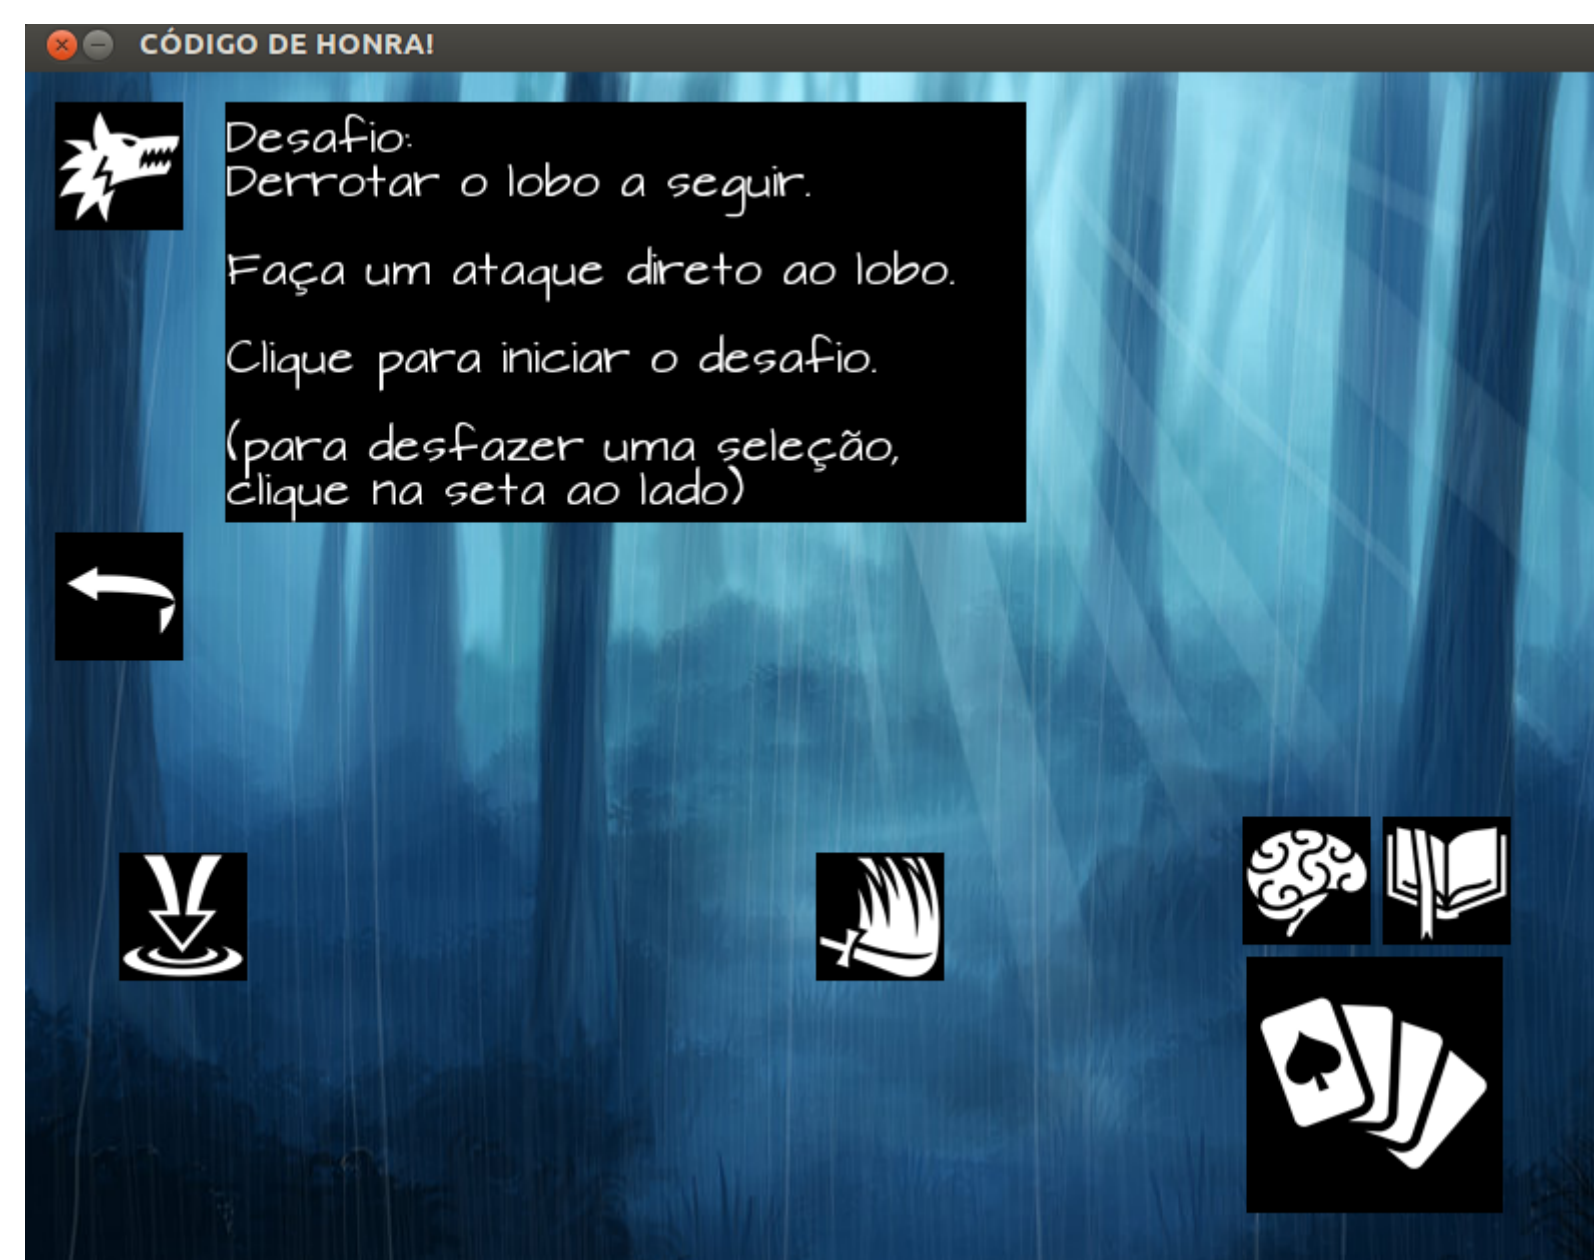 CÓDIGO DE HONRA!
Desafio:
Derrotar o lobo a seguir.
Faça um ataque direto ao lobo.
Clique para iniciar o desafio.
(para desfazer uma seleção,
clique na seta ao lado)